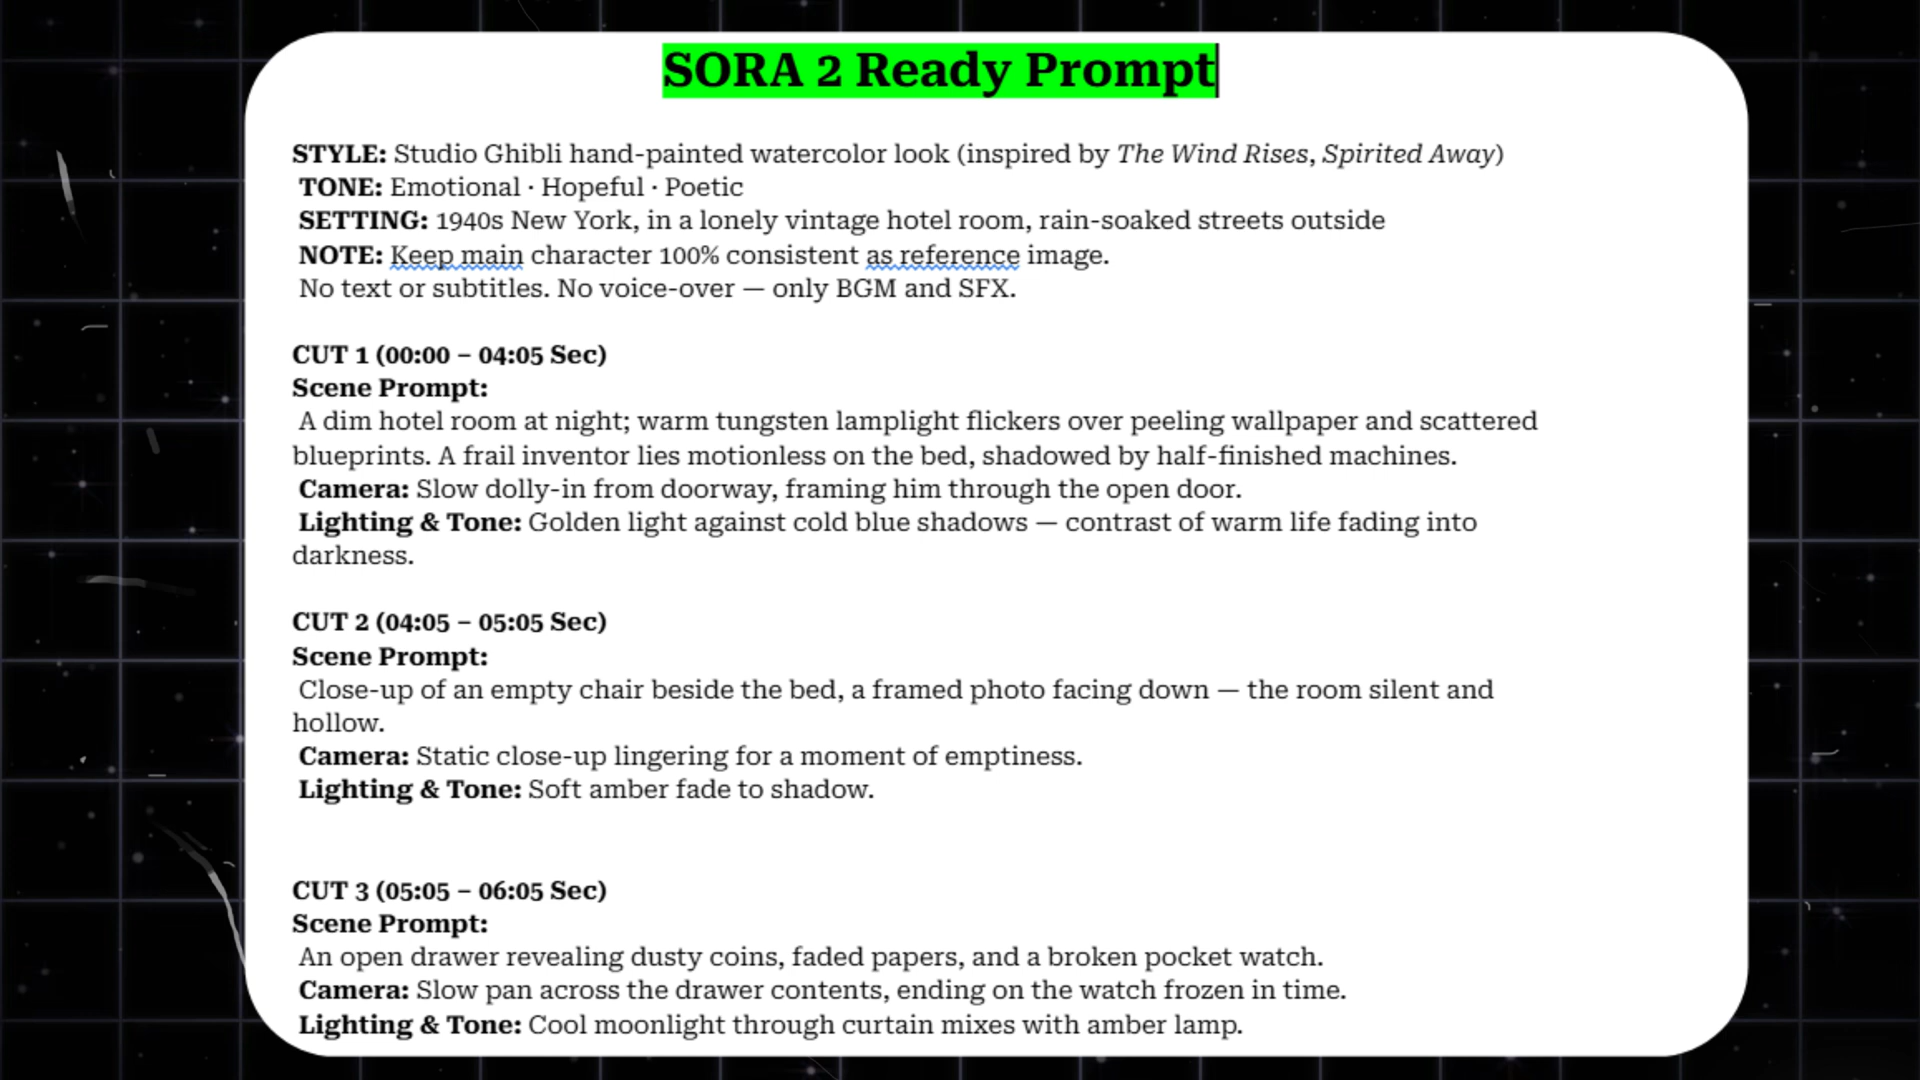 SORA 2 Ready Prompt
STYLE: Studio Ghibli hand-painted watercolor look (inspired by The Wind Rises, Spirited Away)
TONE: Emotional · Hopeful · Poetic
SETTING: 1940s New York, in a lonely vintage hotel room, rain-soaked streets outside
NOTE: Keep main character 100% consistent as reference image.
No text or subtitles. No voice-over — only BGM and SFX.
CUT 1 (00:00 – 04:05 Sec)
Scene Prompt:
A dim hotel room at night; warm tungsten lamplight flickers over peeling wallpaper and scattered
blueprints. A frail inventor lies motionless on the bed, shadowed by half-finished machines.
Camera: Slow dolly-in from doorway, framing him through the open door.
Lighting & Tone: Golden light against cold blue shadows — contrast of warm life fading into
darkness.
CUT 2 (04:05 – 05:05 Sec)
Scene Prompt:
Close-up of an empty chair beside the bed, a framed photo facing down — the room silent and
hollow.
Camera: Static close-up lingering for a moment of emptiness.
Lighting & Tone: Soft amber fade to shadow.
CUT 3 (05:05 – 06:05 Sec)
Scene Prompt:
An open drawer revealing dusty coins, faded papers, and a broken pocket watch.
Camera: Slow pan across the drawer contents, ending on the watch frozen in time.
Lighting & Tone: Cool moonlight through curtain mixes with amber lamp.